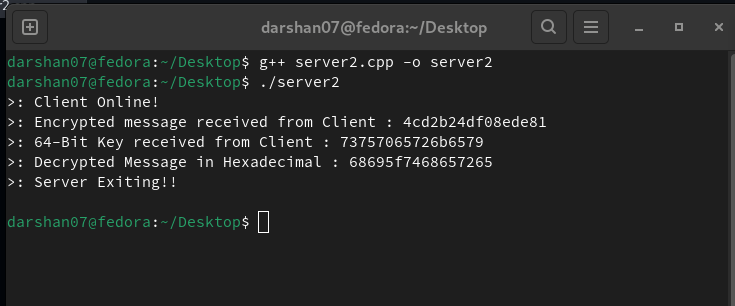 darshan07@fedora:~/Desktop
darshan07@fedora:~/Desktop$ g++ server2.cpp -o server2
darshan07@fedora:~/Desktop$ ./server2
>: Client Online!
>: Encrypted message received from Client : 4cd2b24df08ede81
>: 64-Bit Key received from Client : 73757065726b6579
>: Decrypted Message in Hexadecimal : 68695f7468657265
>: Server Exiting!!
darshan07@fedora:~/Desktop$